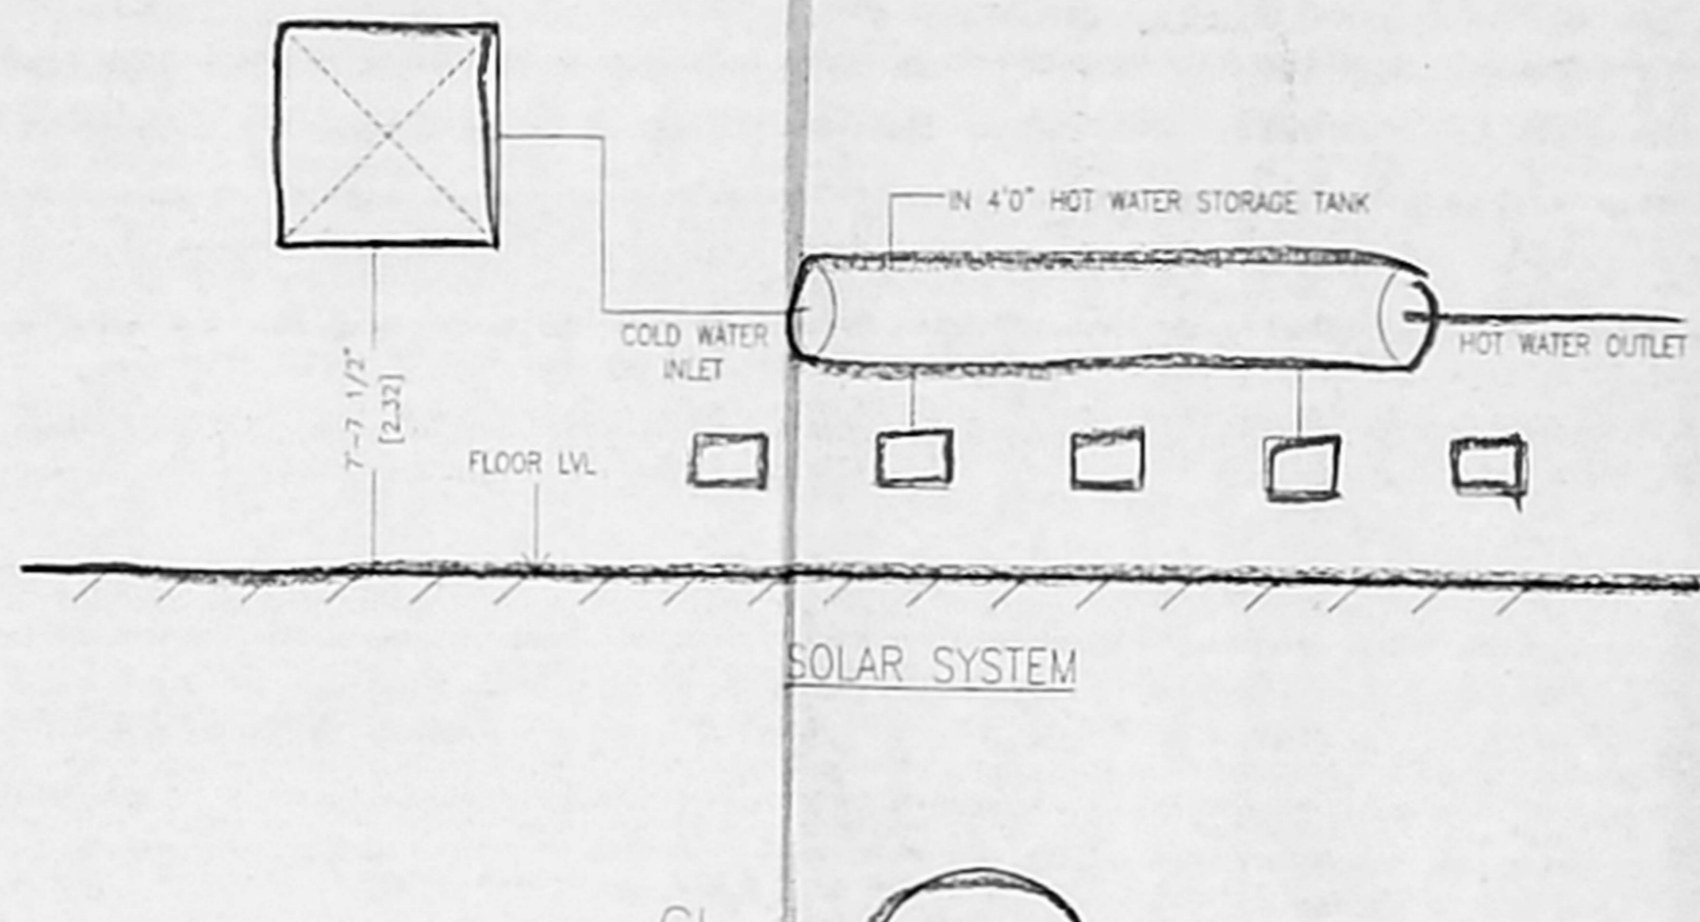 IN 4'0" HOT WATER STORAGE TANK
COLD WATER
INLET
HOT WATER OUTLET
7'-7 1/2"
[2.32]
FLOOR LVL
SOLAR SYSTEM